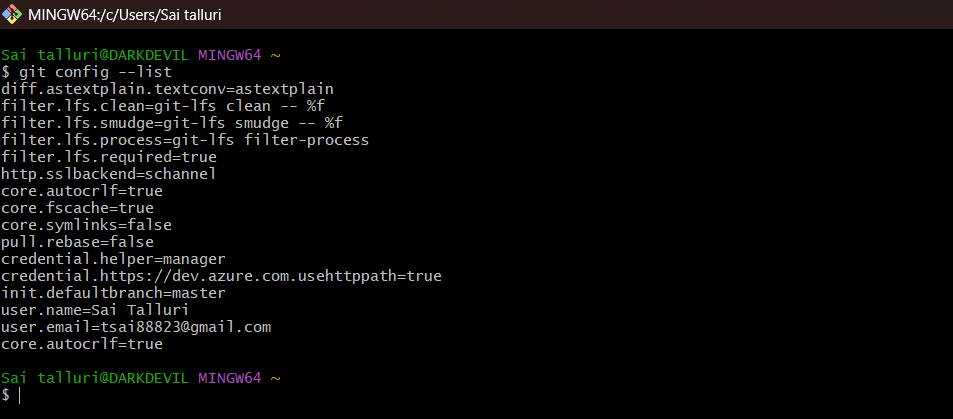 MINGW64:/c/Users/Sai talluri
Sai talluri@DARKDEVIL MINGW64 ~
$ git config --list
diff.astextplain.textconv=astextplain
filter.lfs.clean=git-lfs clean -- %f
filter.lfs.smudge=git-lfs smudge -- %f
filter.lfs.process=git-lfs filter-process
filter.lfs.required=true
http.sslbackend=schannel
core.autocrlf=true
core.fscache=true
core.symlinks=false
pull.rebase=false
credential.helper=manager
credential.https://dev.azure.com.usehttppath=true
init.defaultbranch=master
user.name=Sai Talluri
user.email=tsai88823@gmail.com
core.autocrlf=true
Sai talluri@DARKDEVIL MINGW64 ~
$